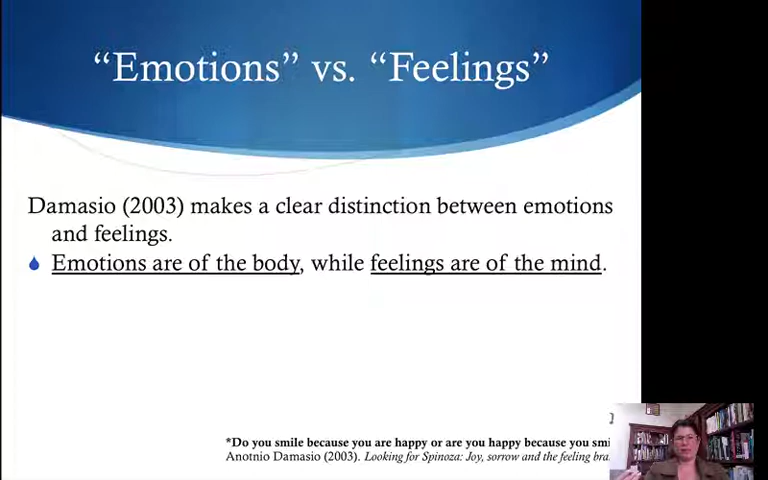 “Emotions” vs. “Feelings”
Damasio (2003) makes a clear distinction between emotions
and feelings.
Emotions are of the body, while feelings are of the mind.
*Do you smile because you are happy or are you happy because you smi
Anotnio Damasio (2003). Looking for Spinoza: Joy, sorrow and the feeling bra